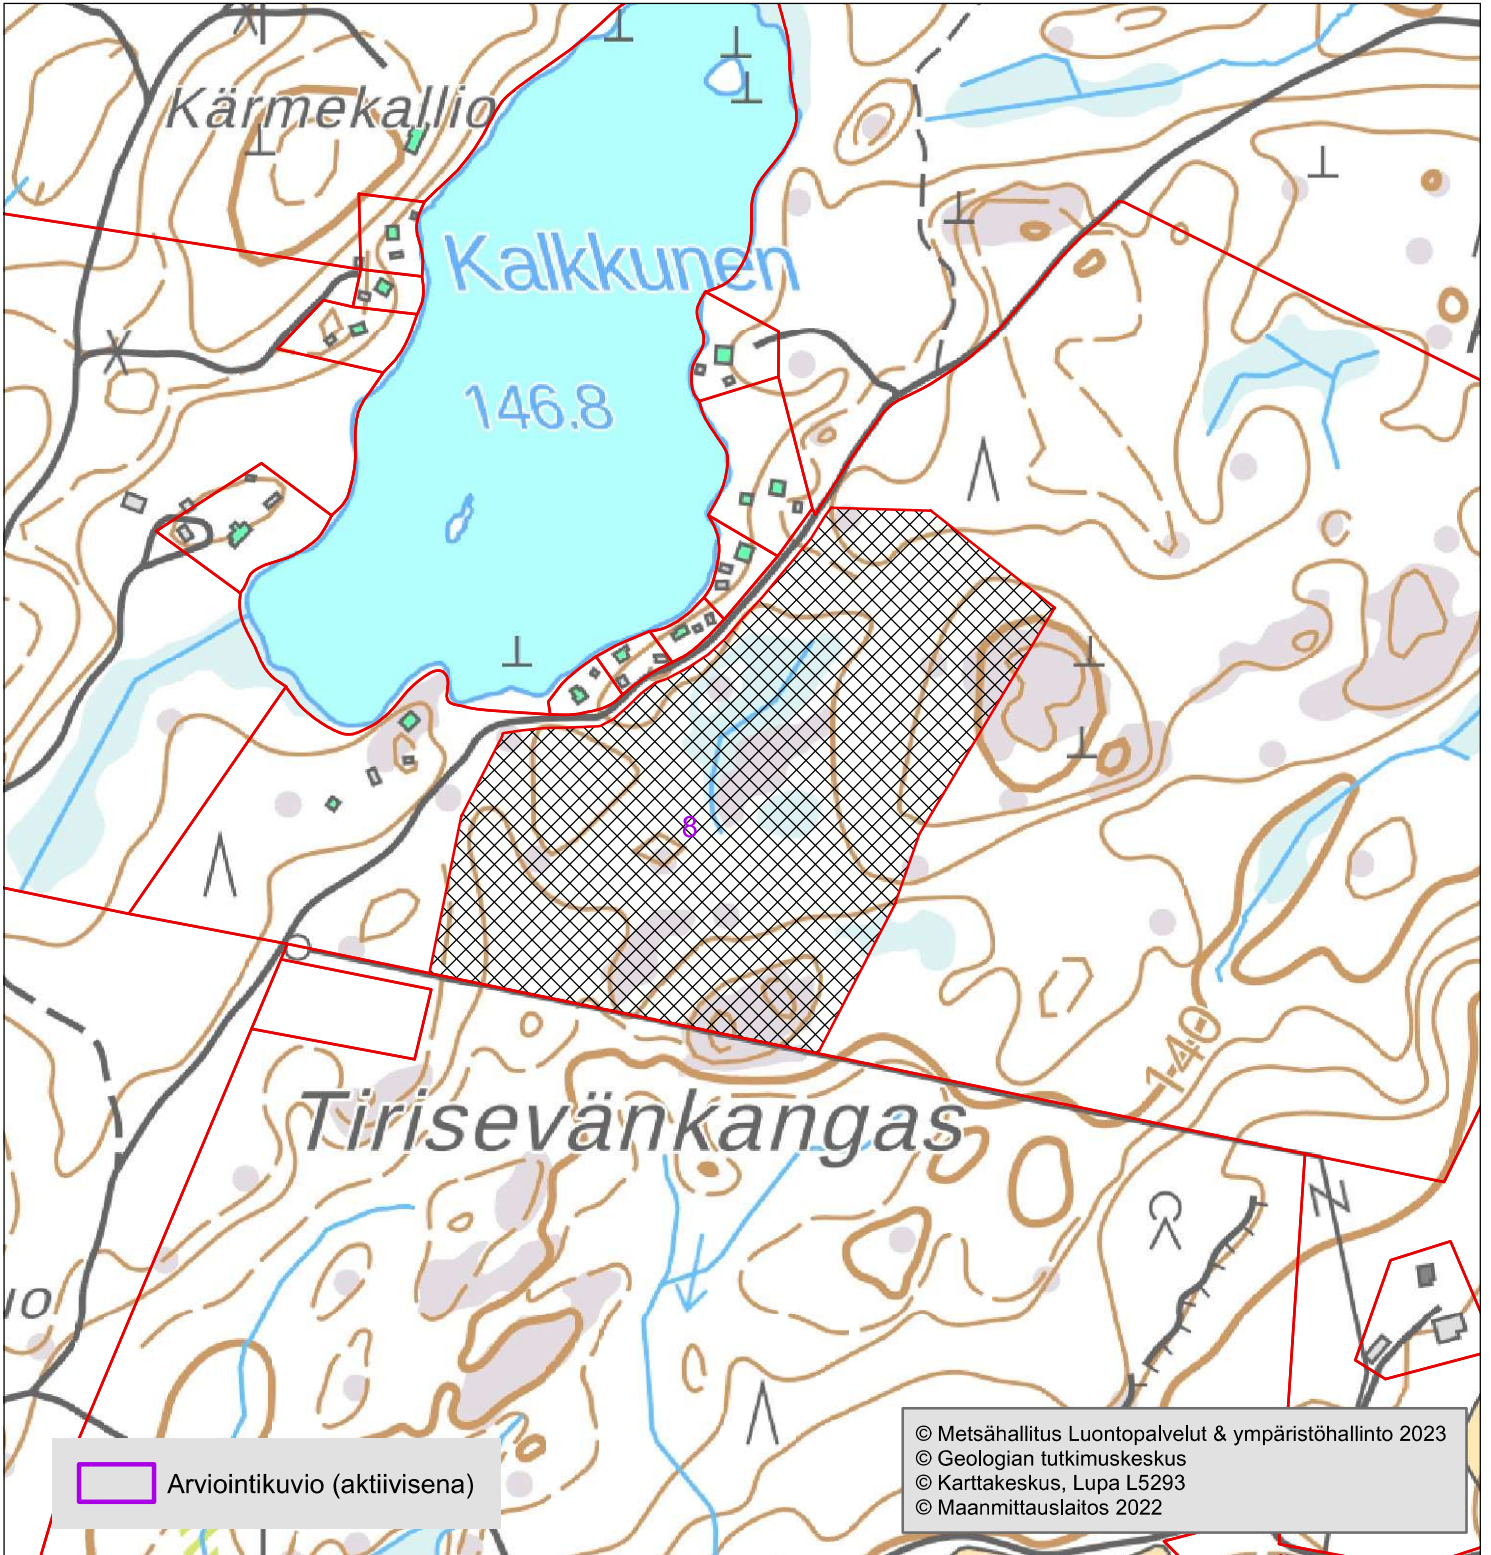 Kärmekallio
Kalkkunen
146.8
8
140
Tirisevänkangas
Arviointikuvio (aktiivisena)
© Metsähallitus Luontopalvelut & ympäristöhallinto 2023
© Geologian tutkimuskeskus
© Karttakeskus, Lupa L5293
© Maanmittauslaitos 2022